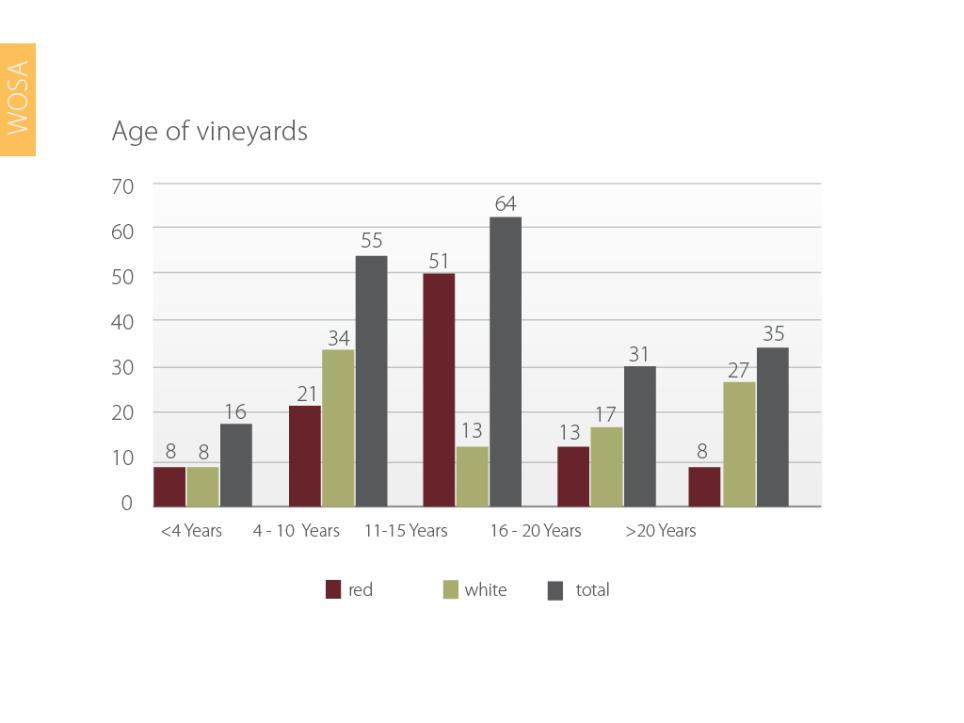 WOSA
Age of vineyards
70
60
50
40
30
20
10
0
8 8 16
21 34 55
51 13 64
13 17 31
8 27 35
<4 Years 4 - 10 Years 11-15 Years 16 - 20 Years >20 Years
red white total